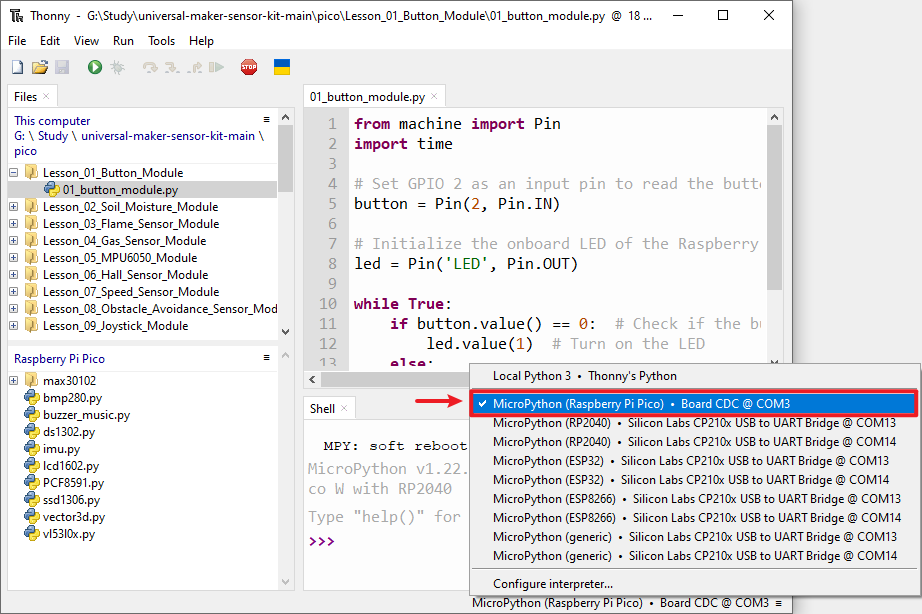 Thonny - G:\Study\universal-maker-sensor-kit-main\pico\Lesson_01_Button_Module\01_button_module.py @ 18 ...
File Edit View Run Tools Help
STOP
Files
This computer
G: \ Study \ universal-maker-sensor-kit-main \
pico
Lesson_01_Button_Module
01_button_module.py
Lesson_02_Soil_Moisture_Module
Lesson_03_Flame_Sensor_Module
Lesson_04_Gas_Sensor_Module
Lesson_05_MPU6050_Module
Lesson_06_Hall_Sensor_Module
Lesson_07_Speed_Sensor_Module
Lesson_08_Obstacle_Avoidance_Sensor_Mod
Lesson_09_Joystick_Module
Raspberry Pi Pico
max30102
bmp280.py
buzzer_music.py
ds1302.py
imu.py
lcd1602.py
PCF8591.py
ssd1306.py
vector3d.py
vl53l0x.py
01_button_module.py
1 from machine import Pin
2 import time
3
4 # Set GPIO 2 as an input pin to read the butt
5 button = Pin(2, Pin.IN)
6
7 # Initialize the onboard LED of the Raspberry
8 led = Pin('LED', Pin.OUT)
9
10 while True:
11 if button.value() == 0: # Check if the bu
12 led.value(1) # Turn on the LED
13 else:
Shell
MPY: soft reboot
MicroPython v1.22.
co W with RP2040
Type "help()" for
>>>
Local Python 3 • Thonny's Python
MicroPython (Raspberry Pi Pico) • Board CDC @ COM3
MicroPython (RP2040) • Silicon Labs CP210x USB to UART Bridge @ COM13
MicroPython (RP2040) • Silicon Labs CP210x USB to UART Bridge @ COM14
MicroPython (ESP32) • Silicon Labs CP210x USB to UART Bridge @ COM13
MicroPython (ESP32) • Silicon Labs CP210x USB to UART Bridge @ COM14
MicroPython (ESP8266) • Silicon Labs CP210x USB to UART Bridge @ COM13
MicroPython (ESP8266) • Silicon Labs CP210x USB to UART Bridge @ COM14
MicroPython (generic) • Silicon Labs CP210x USB to UART Bridge @ COM13
MicroPython (generic) • Silicon Labs CP210x USB to UART Bridge @ COM14
Configure interpreter...
MicroPython (Raspberry Pi Pico) • Board CDC @ COM3